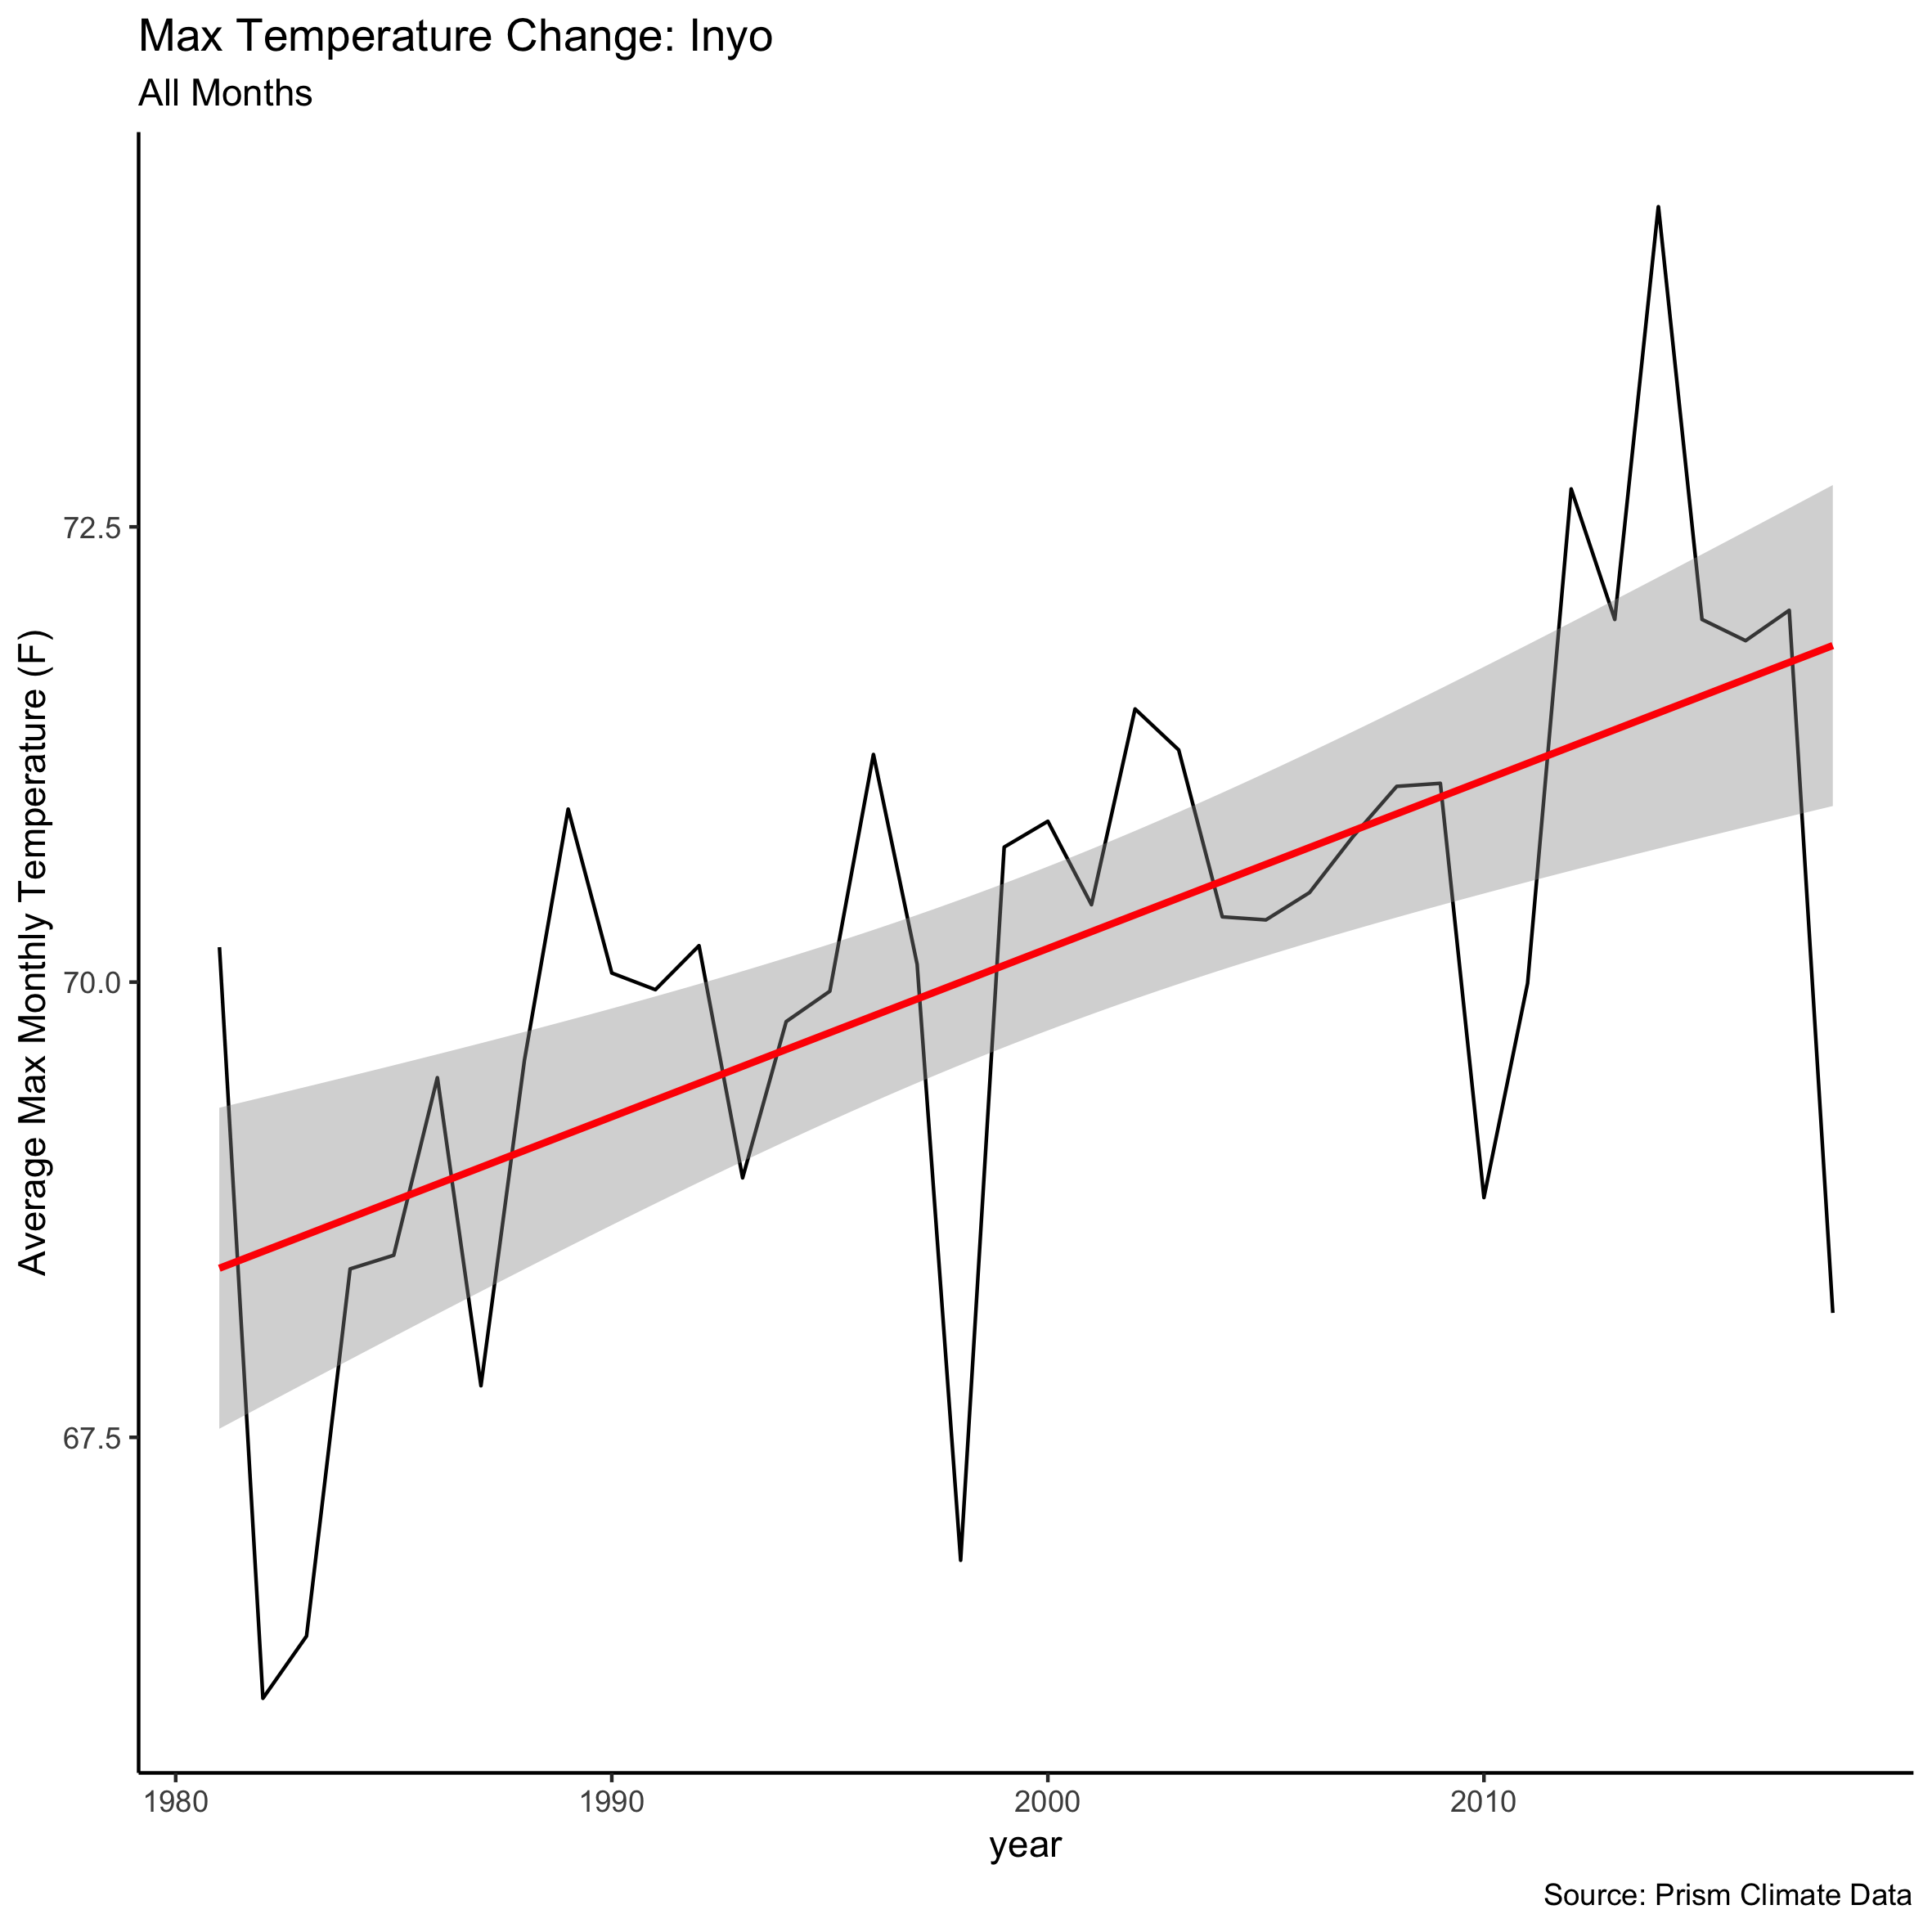 Max Temperature Change: Inyo
All Months
Average Max Monthly Temperature (F)
72.5
70.0
67.5
1980
1990
2000
2010
year
Source: Prism Climate Data